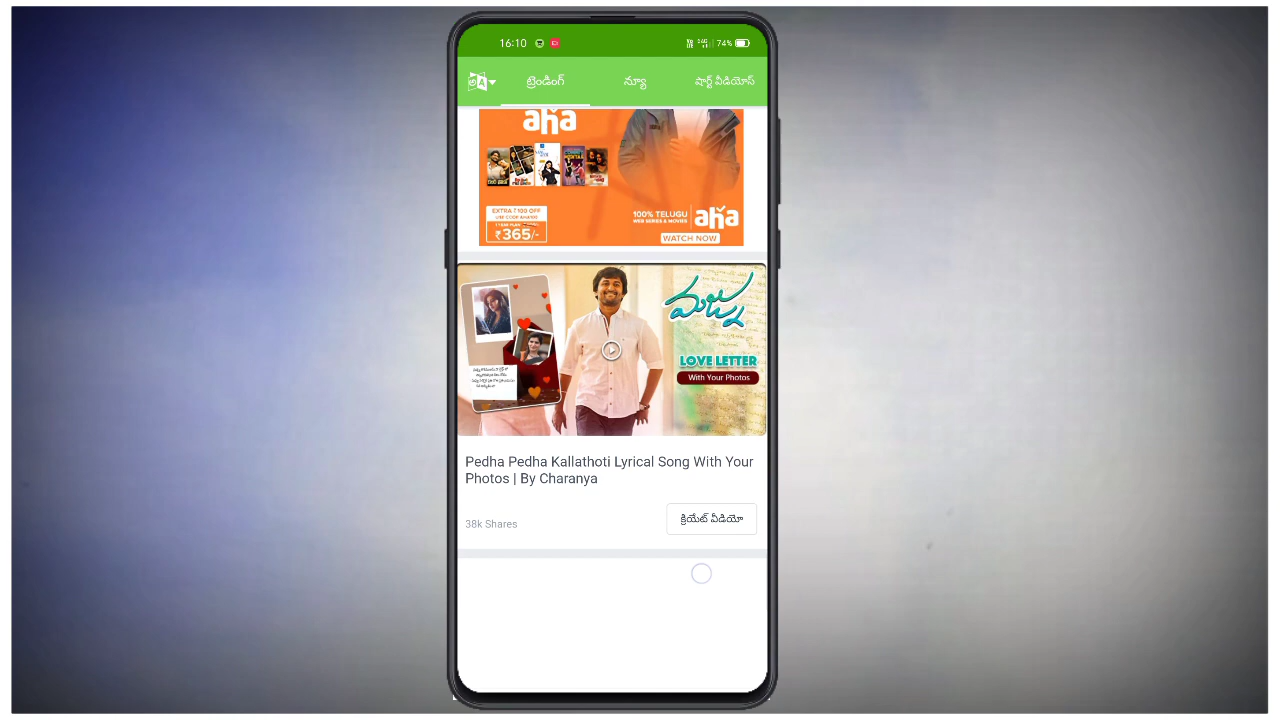 16:10
74%
ట్రెండింగ్ న్యూ షార్ట్ వీడియోస్
aha
EXTRA ₹100 OFF
₹365/-
100% TELUGU
WEB SERIES & MOVIES
aha
WATCH NOW
మజ్ను
LOVE LETTER
With Your Photos
Pedha Pedha Kallathoti Lyrical Song With Your
Photos | By Charanya
38k Shares
క్రియేట్ వీడియో